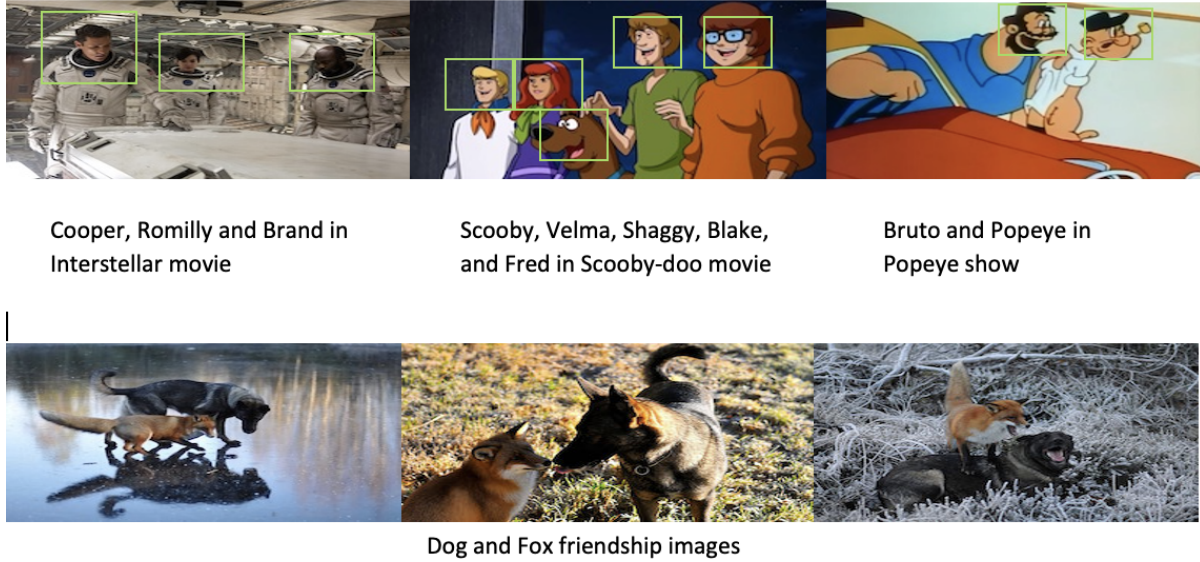 Cooper, Romilly and Brand in
Interstellar movie
Scooby, Velma, Shaggy, Blake,
and Fred in Scooby-doo movie
Bruto and Popeye in
Popeye show
Dog and Fox friendship images